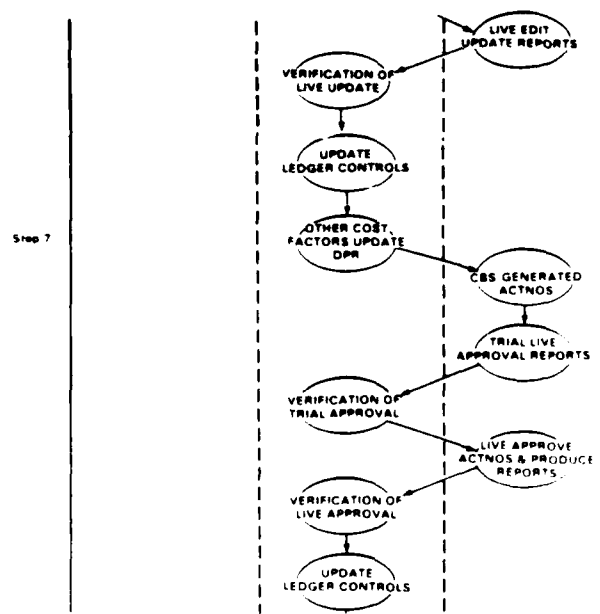 LIVE EDIT
UPDATE REPORTS
VERIFICATION OF
LIVE UPDATE
UPDATE
LEDGER CONTROLS
Step 7
OTHER COST
FACTORS UPDATE
DPR
CBS GENERATED
ACTNOS
TRIAL LIVE
APPROVAL REPORTS
VERIFICATION OF
TRIAL APPROVAL
LIVE APPROVE
ACTNOS & PRODUCE
REPORTS
VERIFICATION OF
LIVE APPROVAL
UPDATE
LEDGER CONTROLS